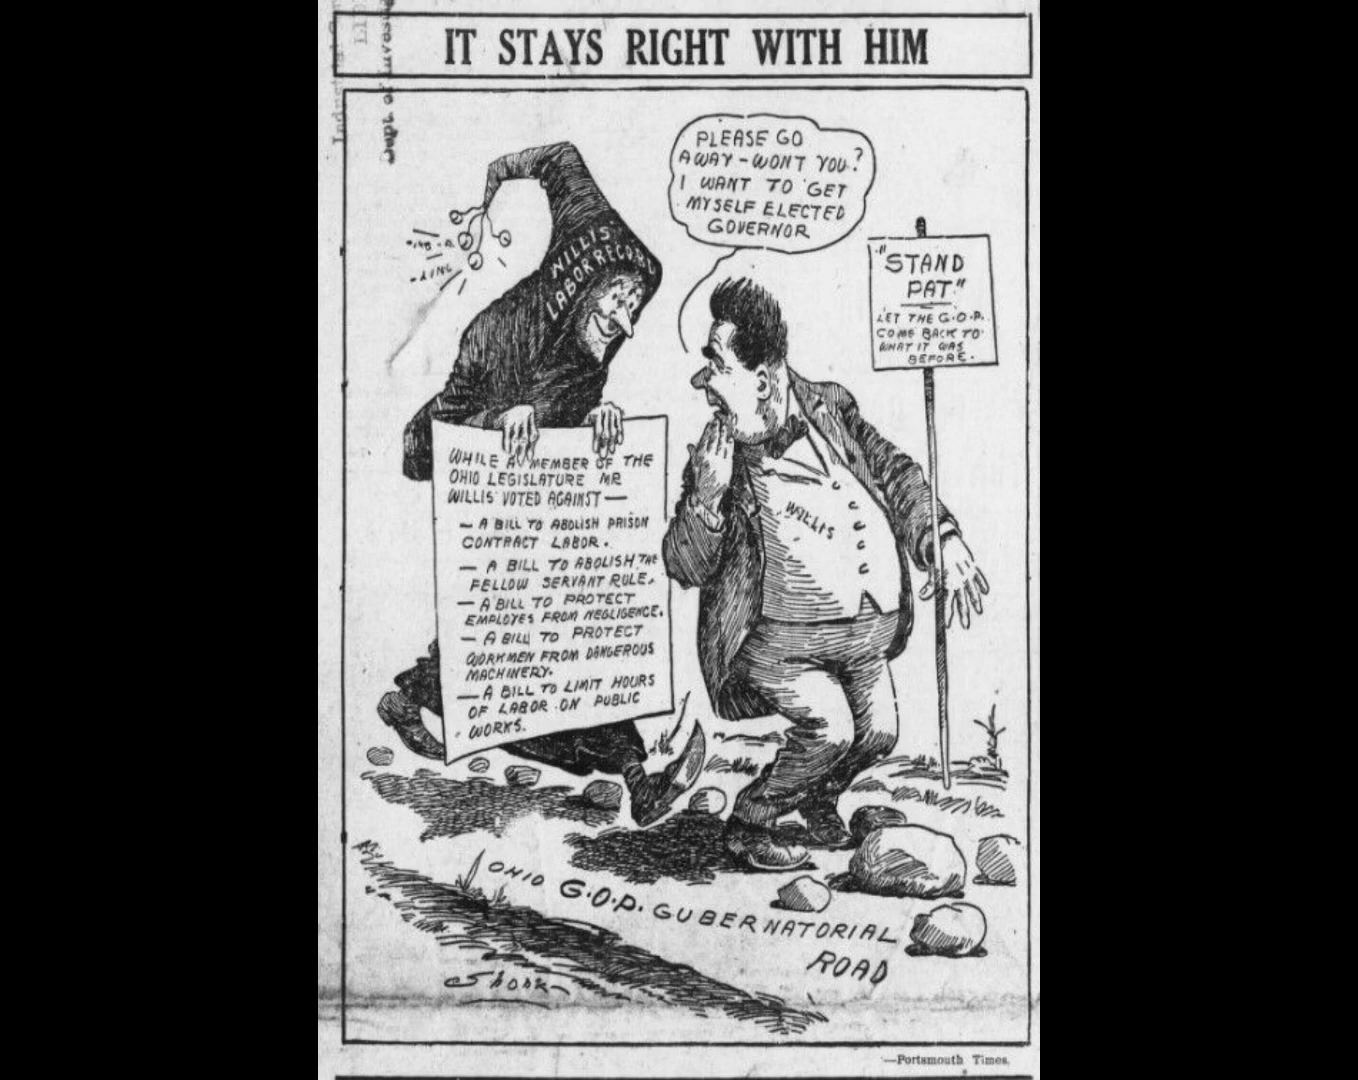 IT STAYS RIGHT WITH HIM
PLEASE GO
AWAY - WONT YOU?
I WANT TO GET
MYSELF ELECTED
GOVERNOR
WILLIS'
LABOR RECORD
"STAND
PAT."
LET THE G.O.P.
COME BACK TO
WHAT IT WAS
BEFORE.
WHILE A MEMBER OF THE
OHIO LEGISLATURE MR
WILLIS VOTED AGAINST —
— A BILL TO ABOLISH PRISON
CONTRACT LABOR.
— A BILL TO ABOLISH THE
FELLOW SERVANT RULE.
— A BILL TO PROTECT
EMPLOYES FROM NEGLIGENCE.
— A BILL TO PROTECT
WORKMEN FROM DANGEROUS
MACHINERY.
— A BILL TO LIMIT HOURS
OF LABOR ON PUBLIC
WORKS.
WILLIS
OHIO G.O.P. GUBERNATORIAL
ROAD
—Portsmouth Times.